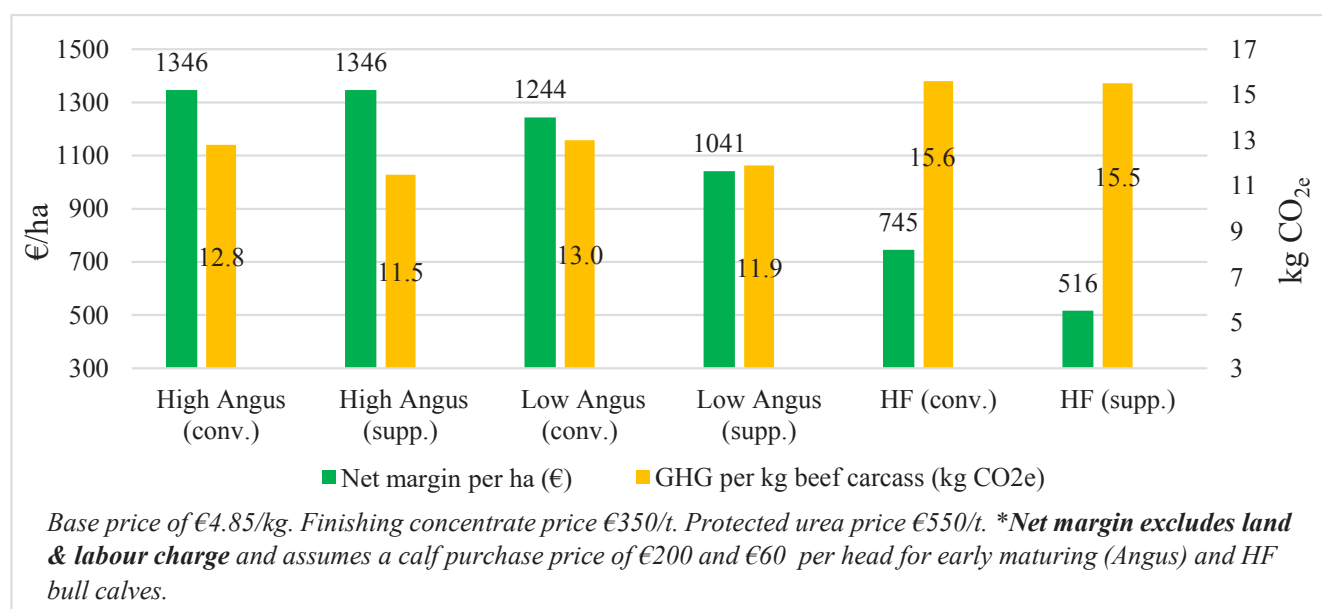 1500
1300
1100
900
700
500
300
€/ha
1346
1346
1244
1041
745
516
12.8
11.5
13.0
11.9
15.6
15.5
17
15
13
11
9
7
5
3
kg CO2e
High Angus
(conv.)
High Angus
(supp.)
Low Angus
(conv.)
Low Angus
(supp.)
HF (conv.)
HF (supp.)
Net margin per ha (€)
GHG per kg beef carcass (kg CO2e)
Base price of €4.85/kg. Finishing concentrate price €350/t. Protected urea price €550/t. *Net margin excludes land
& labour charge and assumes a calf purchase price of €200 and €60 per head for early maturing (Angus) and HF
bull calves.